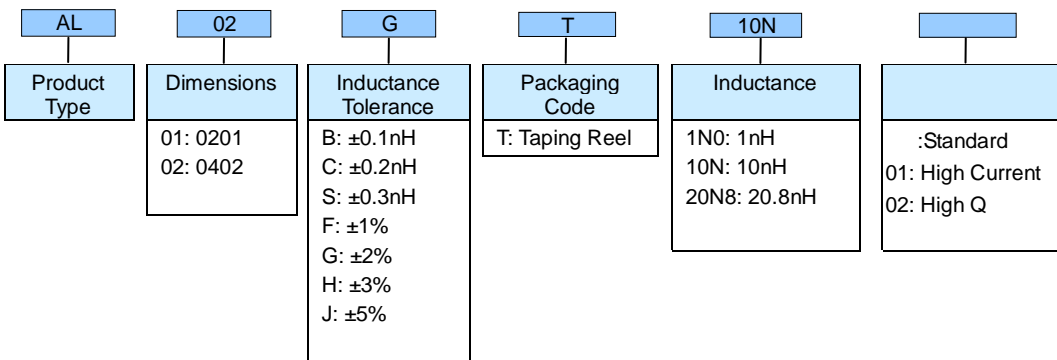 AL 02 G T 10N
Product Type
Dimensions
Inductance Tolerance
Packaging Code
Inductance
01: 0201
02: 0402
B: ±0.1nH
C: ±0.2nH
S: ±0.3nH
F: ±1%
G: ±2%
H: ±3%
J: ±5%
T: Taping Reel
1N0: 1nH
10N: 10nH
20N8: 20.8nH
:Standard
01: High Current
02: High Q